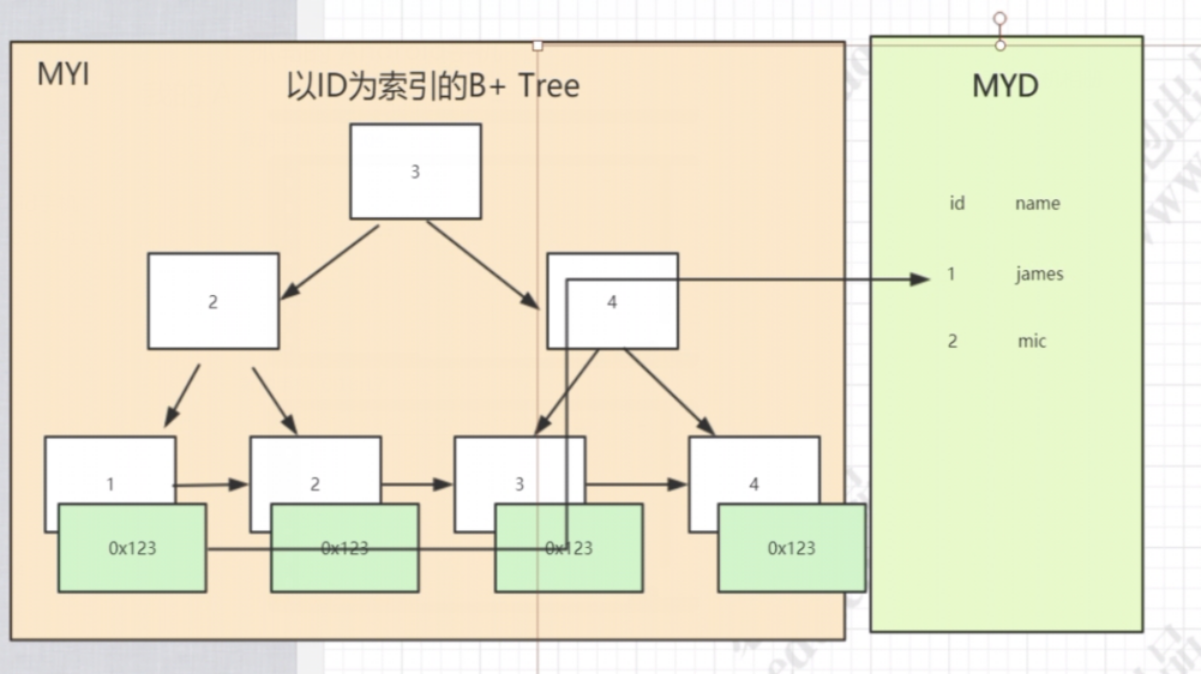 MYI
以ID为索引的B+ Tree
MYD
3
id name
2
4
1 james
2 mic
1
2
3
4
0x123
0x123
0x123
0x123